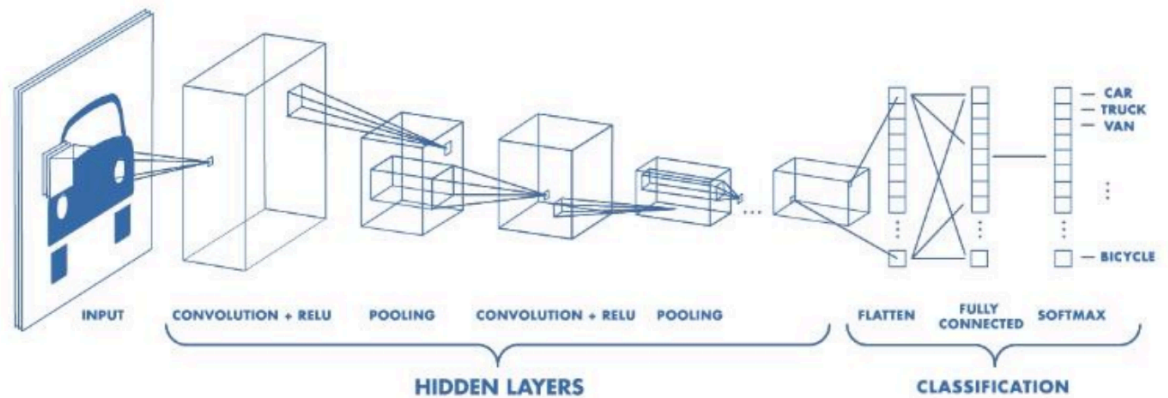 CAR
TRUCK
VAN
BICYCLE
INPUT
CONVOLUTION + RELU
POOLING
CONVOLUTION + RELU
POOLING
FLATTEN
FULLY
CONNECTED
SOFTMAX
HIDDEN LAYERS
CLASSIFICATION